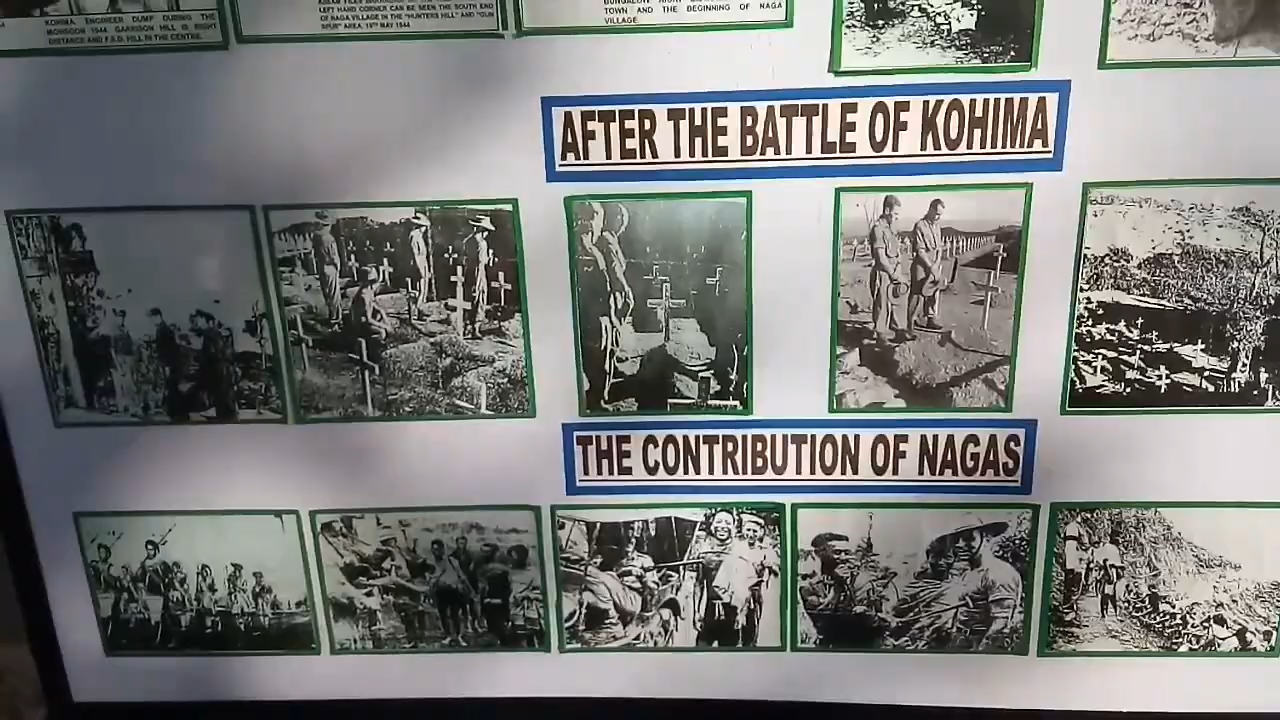 KOHIMA, ENGINEER DUMP DURING THE
MONSOON 1944. GARRISON HILL IS RIGHT
DISTANCE AND F.S.D. HILL IN THE CENTRE.
LEFT HAND CORNER CAN BE SEEN THE SOUTH END
OF NAGA VILLAGE IN THE "HUNTERS HILL" AND "GUN
SPUR" AREA, 19TH MAY 1944
TOWN AND THE BEGINNING OF NAGA
VILLAGE.
AFTER THE BATTLE OF KOHIMA
THE CONTRIBUTION OF NAGAS